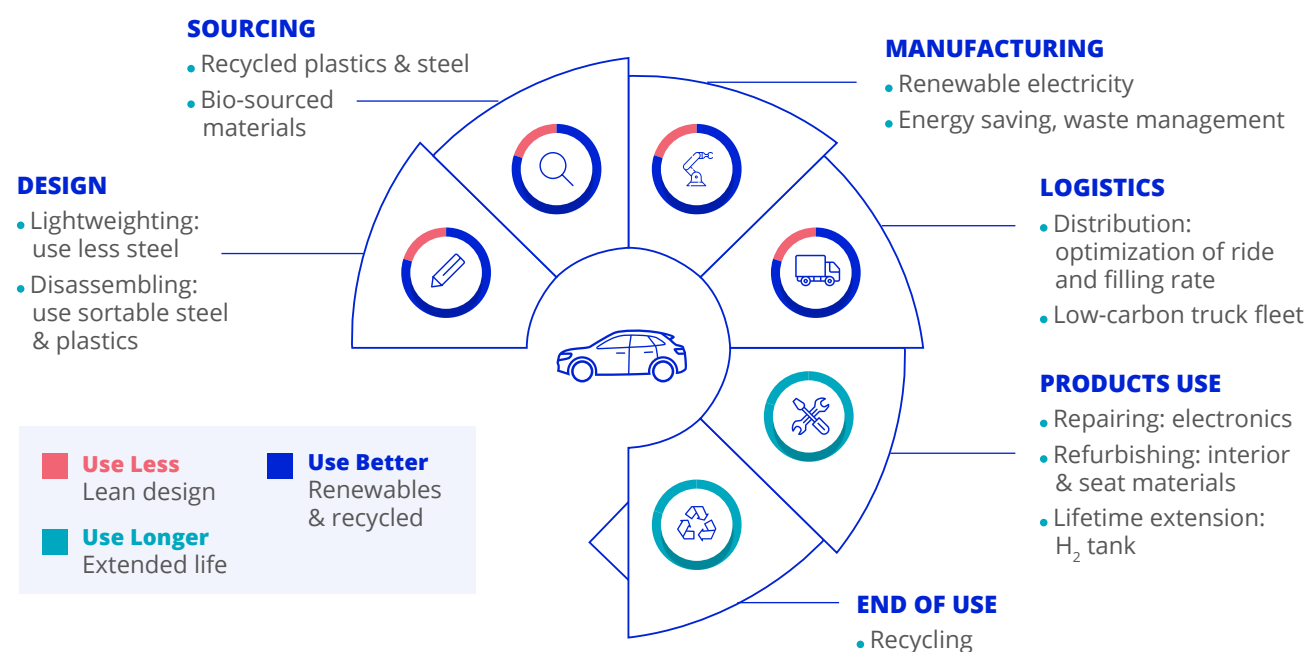 SOURCING
Recycled plastics & steel
Bio-sourced
materials
MANUFACTURING
Renewable electricity
Energy saving, waste management
DESIGN
Lightweighting:
use less steel
Disassembling:
use sortable steel
& plastics
LOGISTICS
Distribution:
optimization of ride
and filling rate
Low-carbon truck fleet
PRODUCTS USE
Repairing: electronics
Refurbishing: interior
& seat materials
Lifetime extension:
H₂ tank
END OF USE
Recycling
Use Less
Lean design
Use Longer
Extended life
Use Better
Renewables
& recycled